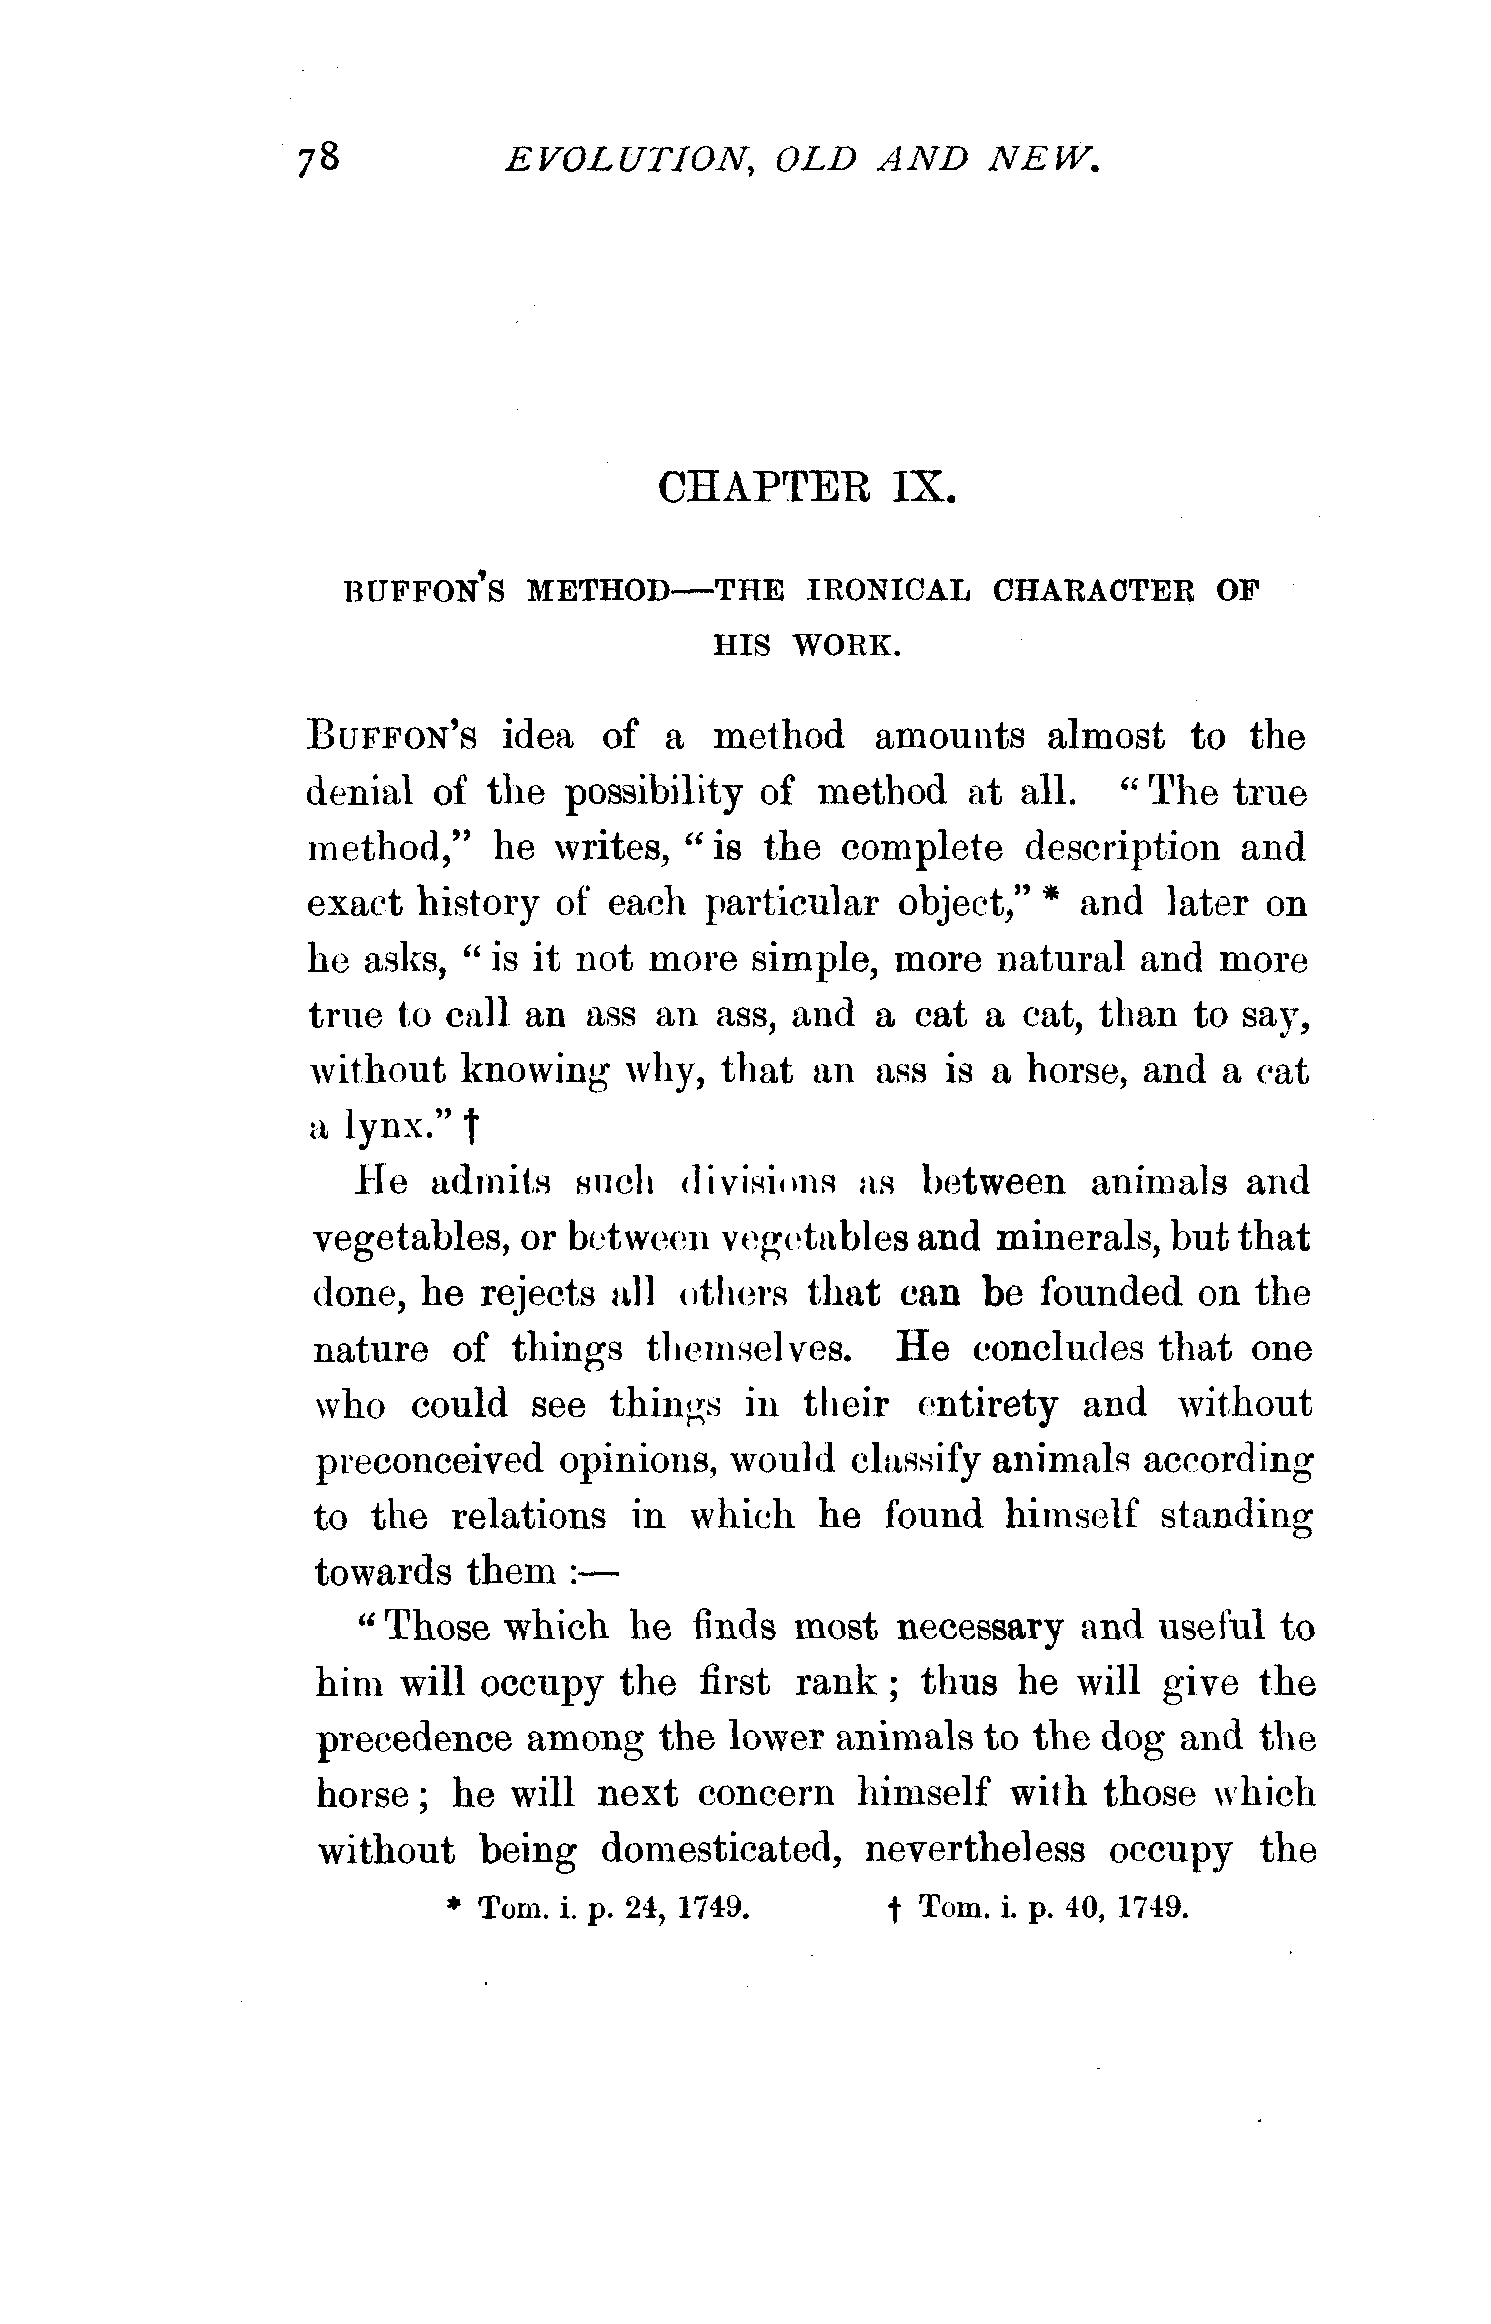 78 EVOLUTION, OLD AND NEW.
CHAPTER IX.
BUFFON'S METHOD—THE IRONICAL CHARACTER OF
HIS WORK.
BUFFON'S idea of a method amounts almost to the
denial of the possibility of method at all. "The true
method," he writes, "is the complete description and
exact history of each particular object," * and later on
he asks, "is it not more simple, more natural and more
true to call an ass an ass, and a cat a cat, than to say,
without knowing why, that an ass is a horse, and a cat
a lynx." †
He admits such divisions as between animals and
vegetables, or between vegetables and minerals, but that
done, he rejects all others that can be founded on the
nature of things themselves. He concludes that one
who could see things in their entirety and without
preconceived opinions, would classify animals according
to the relations in which he found himself standing
towards them :—
"Those which he finds most necessary and useful to
him will occupy the first rank ; thus he will give the
precedence among the lower animals to the dog and the
horse ; he will next concern himself with those which
without being domesticated, nevertheless occupy the
* Tom. i. p. 24, 1749. † Tom. i. p. 40, 1749.